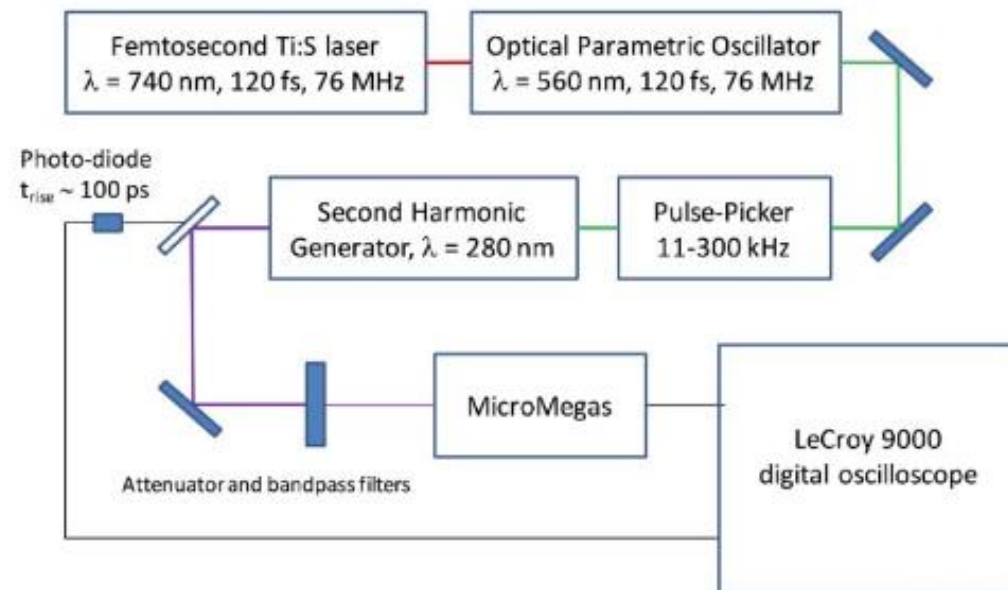 Femtosecond Ti:S laser
λ = 740 nm, 120 fs, 76 MHz
Optical Parametric Oscillator
λ = 560 nm, 120 fs, 76 MHz
Photo-diode
trise ~ 100 ps
Second Harmonic
Generator, λ = 280 nm
Pulse-Picker
11-300 kHz
MicroMegas
LeCroy 9000
digital oscilloscope
Attenuator and bandpass filters